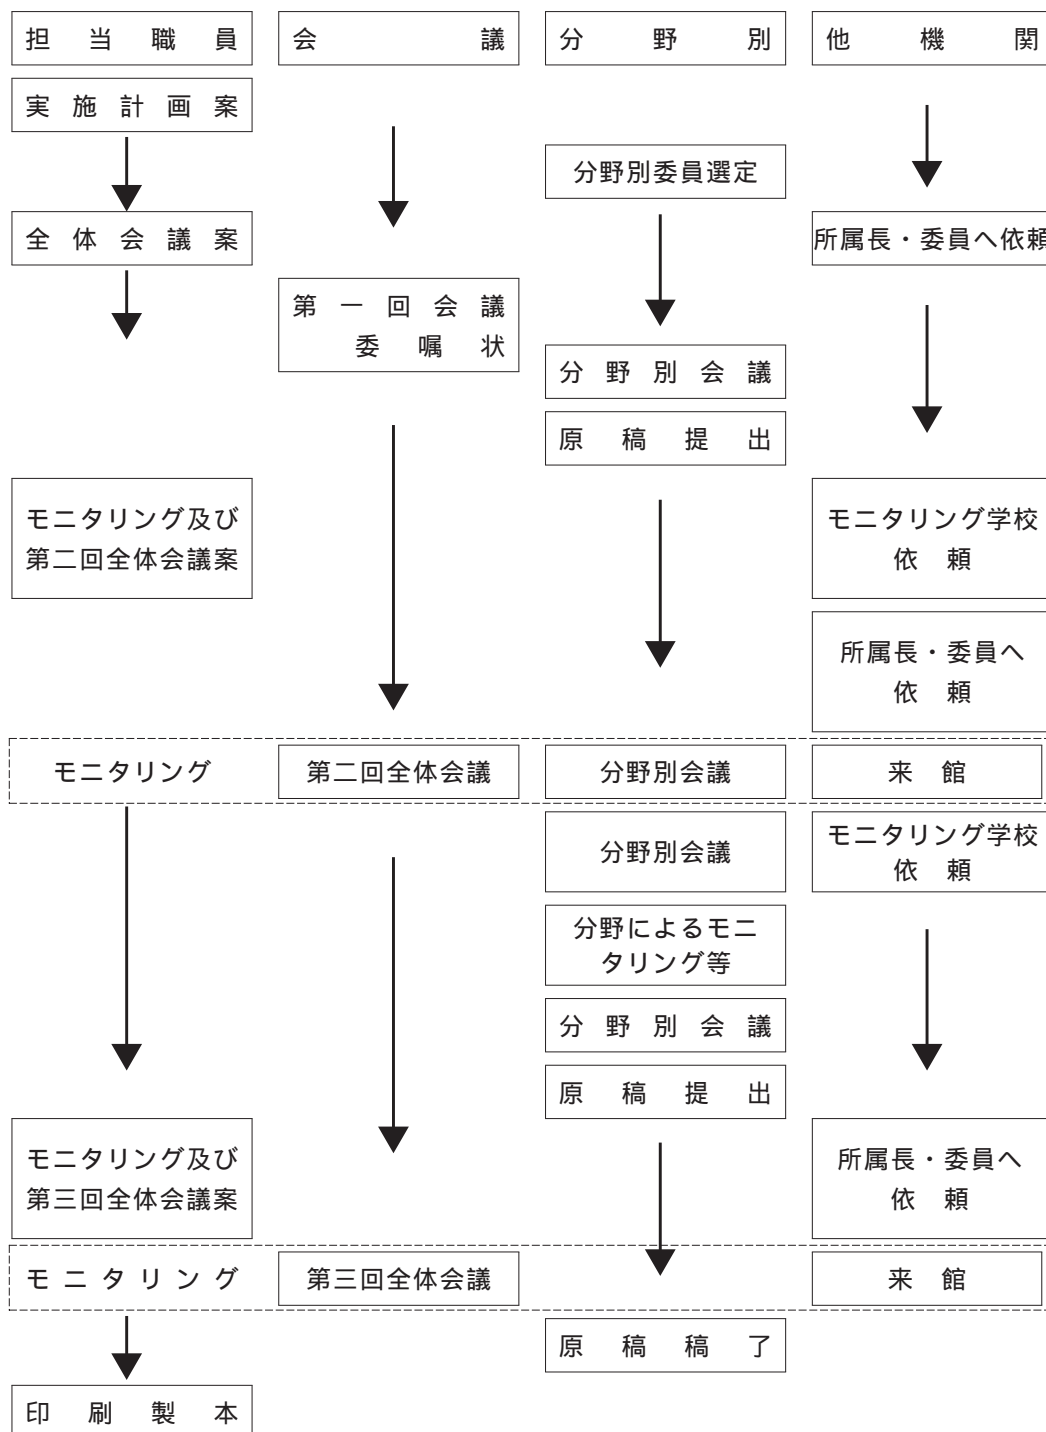 担当職員
会議
分野別
他機関
実施計画案
分野別委員選定
全体会議案
所属長・委員へ依頼
第一回会議
委嘱状
分野別会議
原稿提出
モニタリング及び
第二回全体会議案
モニタリング学校
依頼
所属長・委員へ
依頼
モニタリング
第二回全体会議
分野別会議
来館
分野別会議
モニタリング学校
依頼
分野によるモニ
タリング等
分野別会議
原稿提出
モニタリング及び
第三回全体会議案
所属長・委員へ
依頼
モニタリング
第三回全体会議
来館
原稿稿了
印刷製本